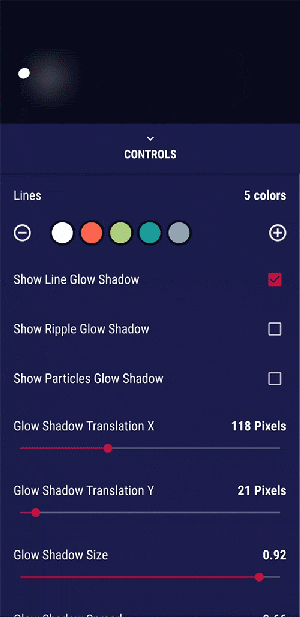 CONTROLS
Lines 5 colors
Show Line Glow Shadow
Show Ripple Glow Shadow
Show Particles Glow Shadow
Glow Shadow Translation X 118 Pixels
Glow Shadow Translation Y 21 Pixels
Glow Shadow Size 0.92